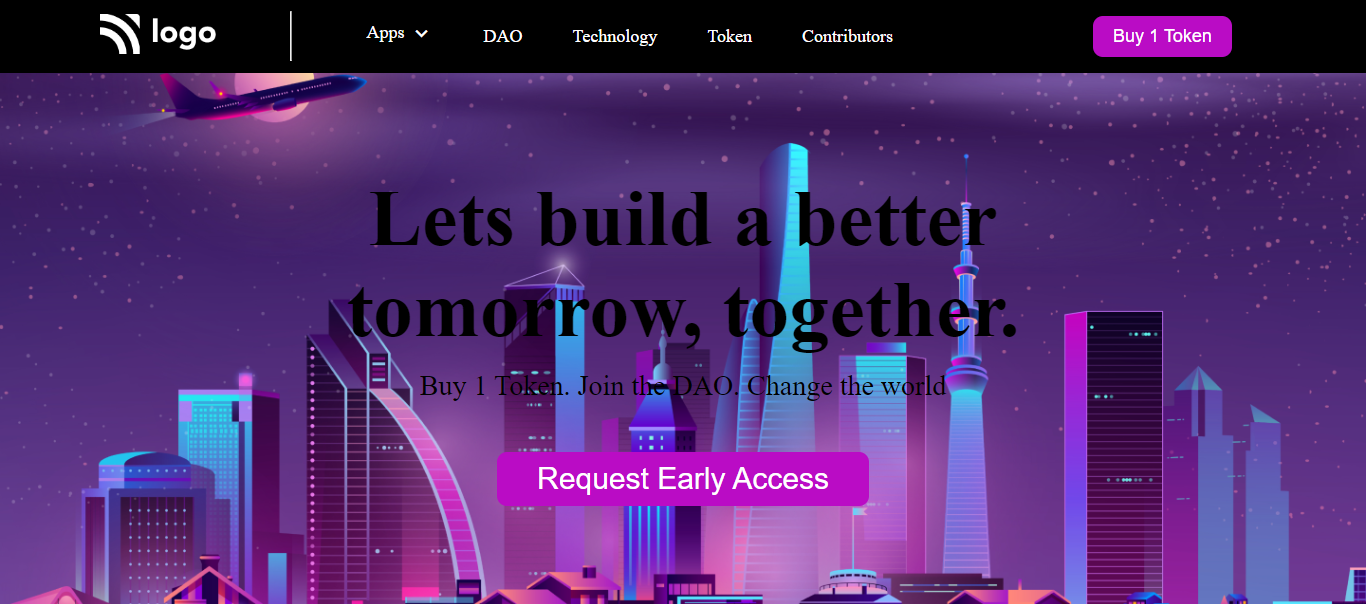 logo
Apps
DAO
Technology
Token
Contributors
Buy 1 Token
Lets build a better
tomorrow, together.
Buy 1 Token. Join the DAO. Change the world
Request Early Access